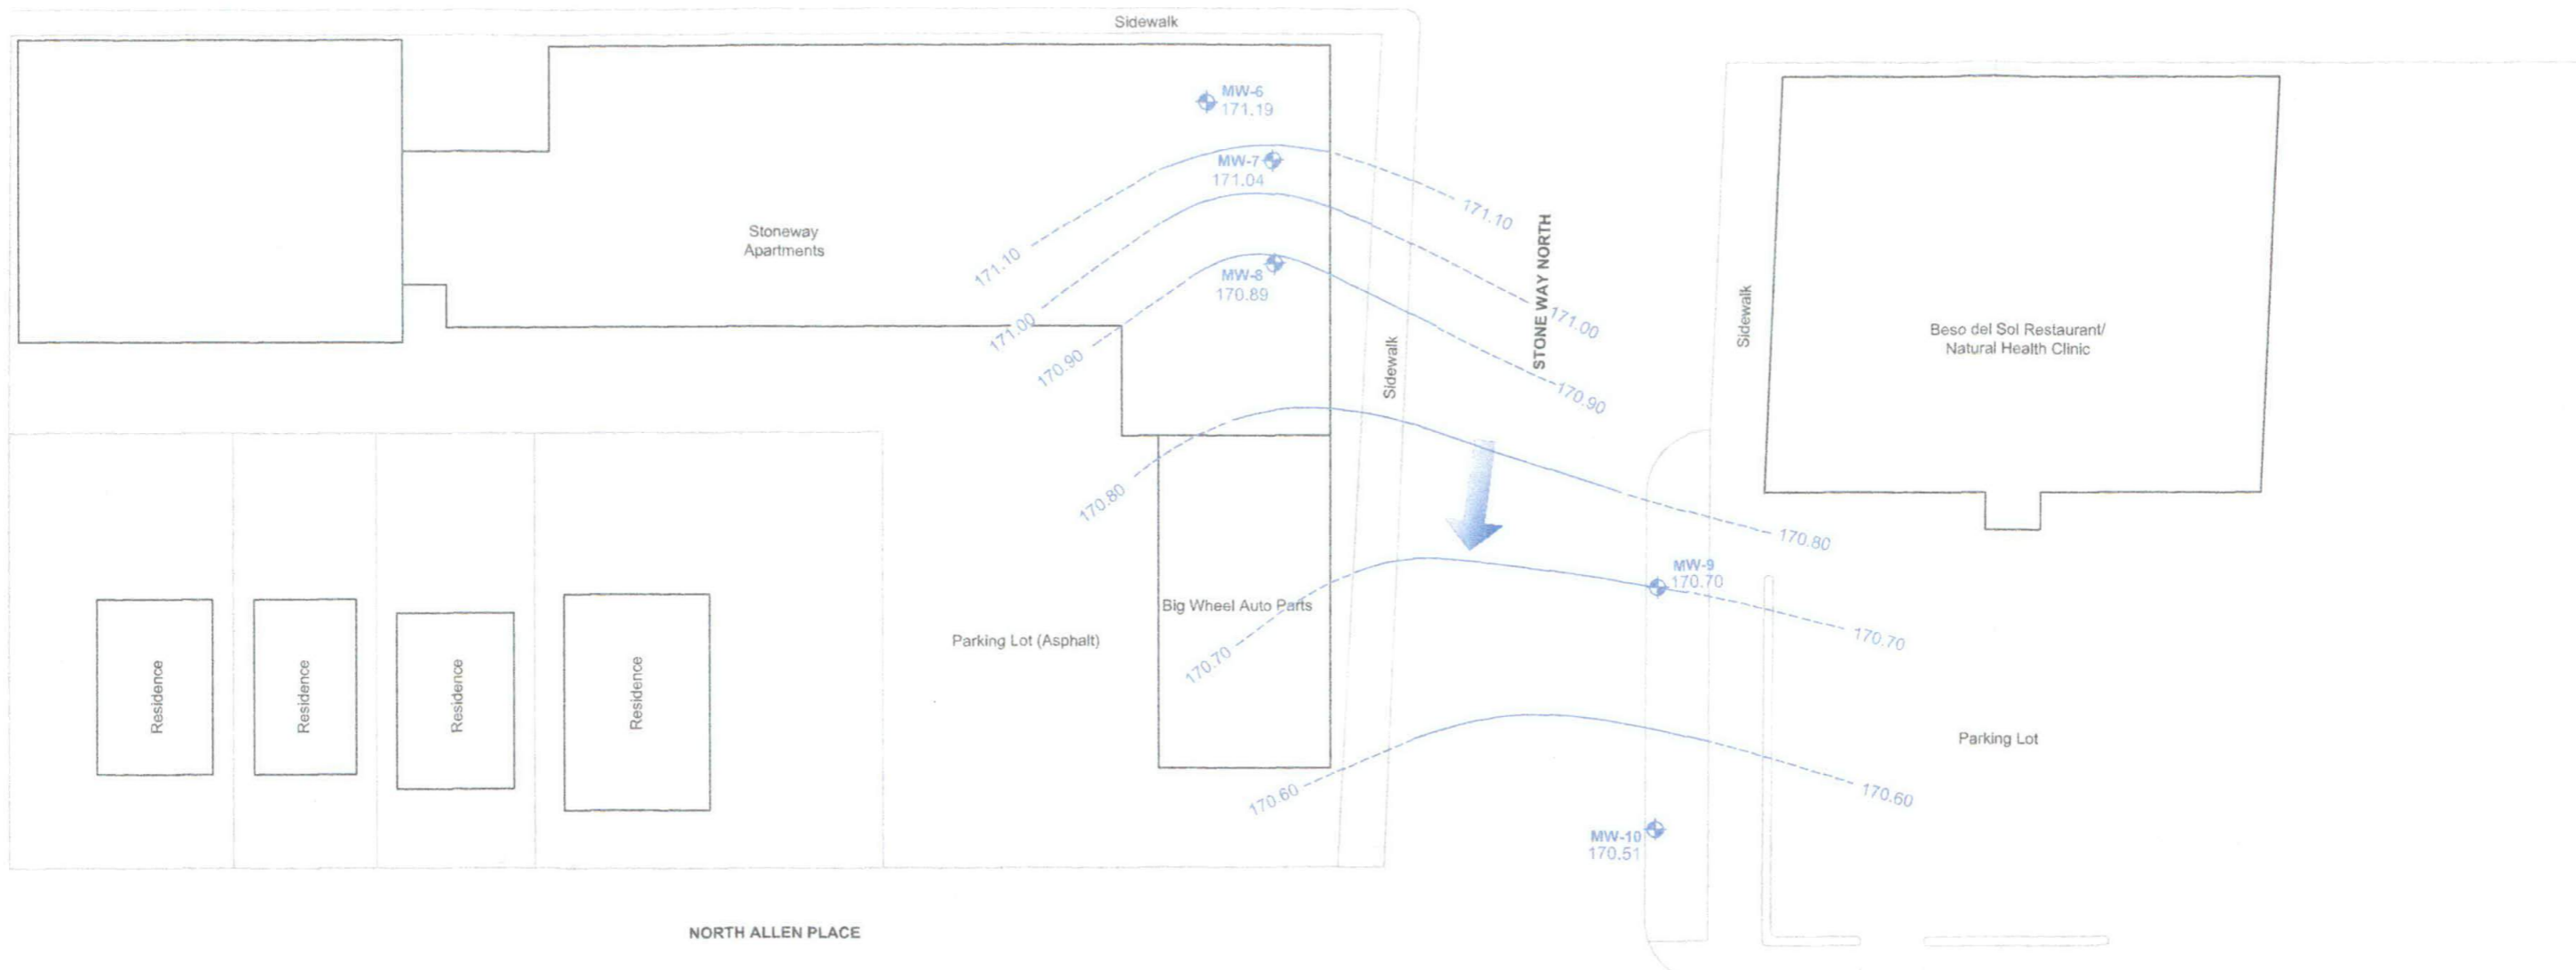 Sidewalk
MW-6
171.19
MW-7
171.04
Stoneway
Apartments
171.10
171.10
MW-8
170.89
171.00
171.00
170.90
170.90
STONE WAY NORTH
Sidewalk
Sidewalk
Beso del Sol Restaurant/
Natural Health Clinic
170.80
170.80
MW-9
170.70
Big Wheel Auto Parts
Parking Lot (Asphalt)
170.70
170.70
Residence
Residence
Residence
Residence
Parking Lot
170.60
170.60
MW-10
170.51
NORTH ALLEN PLACE